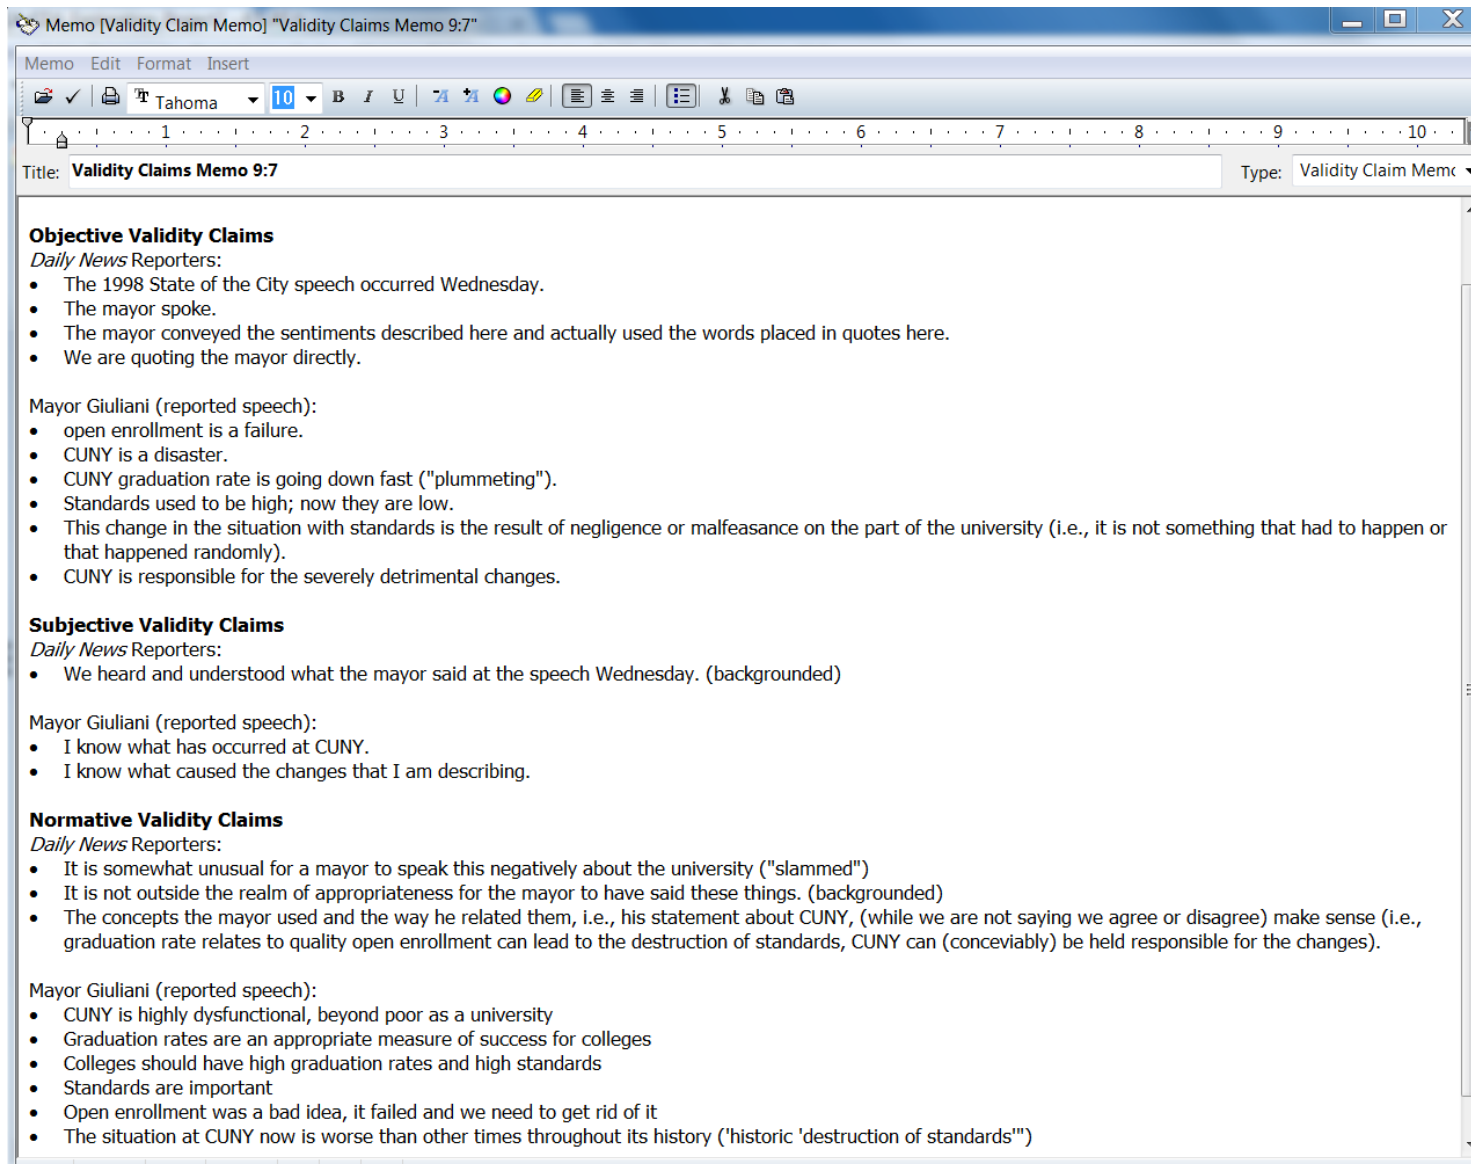 Memo [Validity Claim Memo] "Validity Claims Memo 9:7"
Memo Edit Format Insert
Tahoma 10 B I U
1 2 3 4 5 6 7 8 9 10
Title: Validity Claims Memo 9:7 Type: Validity Claim Memo
Objective Validity Claims
Daily News Reporters:
• The 1998 State of the City speech occurred Wednesday.
• The mayor spoke.
• The mayor conveyed the sentiments described here and actually used the words placed in quotes here.
• We are quoting the mayor directly.
Mayor Giuliani (reported speech):
• open enrollment is a failure.
• CUNY is a disaster.
• CUNY graduation rate is going down fast ("plummeting").
• Standards used to be high; now they are low.
• This change in the situation with standards is the result of negligence or malfeasance on the part of the university (i.e., it is not something that had to happen or
that happened randomly).
• CUNY is responsible for the severely detrimental changes.
Subjective Validity Claims
Daily News Reporters:
• We heard and understood what the mayor said at the speech Wednesday. (backgrounded)
Mayor Giuliani (reported speech):
• I know what has occurred at CUNY.
• I know what caused the changes that I am describing.
Normative Validity Claims
Daily News Reporters:
• It is somewhat unusual for a mayor to speak this negatively about the university ("slammed")
• It is not outside the realm of appropriateness for the mayor to have said these things. (backgrounded)
• The concepts the mayor used and the way he related them, i.e., his statement about CUNY, (while we are not saying we agree or disagree) make sense (i.e.,
graduation rate relates to quality open enrollment can lead to the destruction of standards, CUNY can (conceviably) be held responsible for the changes).
Mayor Giuliani (reported speech):
• CUNY is highly dysfunctional, beyond poor as a university
• Graduation rates are an appropriate measure of success for colleges
• Colleges should have high graduation rates and high standards
• Standards are important
• Open enrollment was a bad idea, it failed and we need to get rid of it
• The situation at CUNY now is worse than other times throughout its history ('historic 'destruction of standards'")